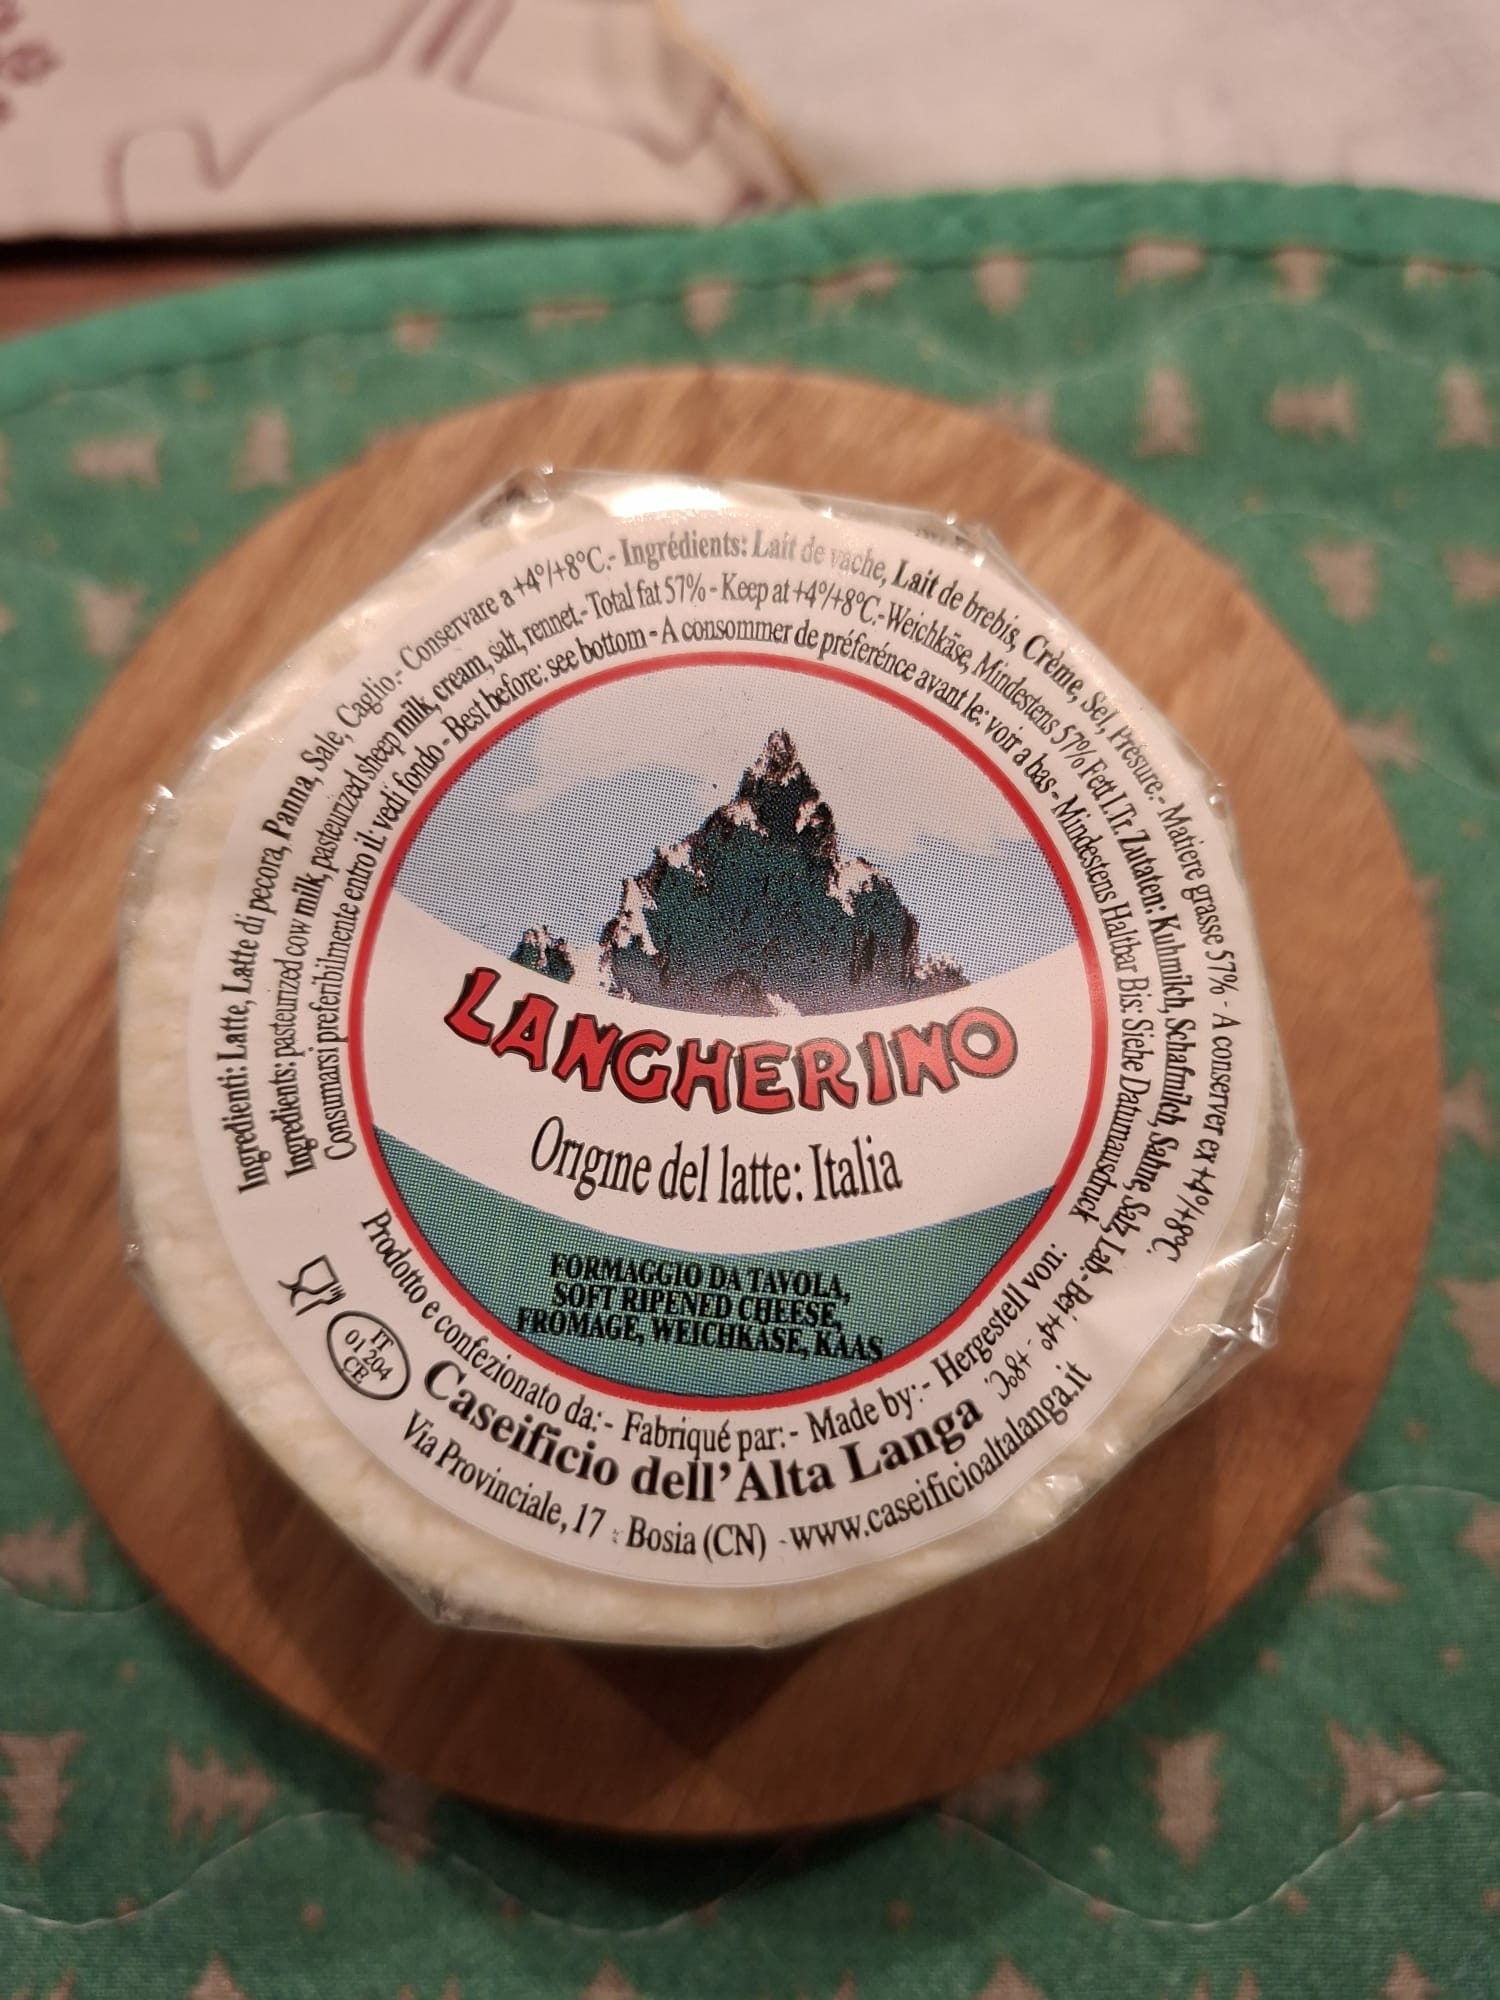 Ingredienti: Latte, Latte di pecora, Panna, Sale, Caglio.- Conservare a +4°/+8°C.- Ingrédients: Lait de vache, Lait de brebis, Crème, Sel, Présure.- Matiere grasse 57% - A conserver ex +4°/+8°C
Ingredients: pasteurized cow milk, pasteurized sheep milk, cream, salt, rennet.- Total fat 57% - Keep at +4°/+8°C.-Weichkäse, Mindestens 57% Fett I.Tr. Zutaten: Kuhmilch, Schafmilch, Sahne, Salz Lab.- Bei +4° - +8°C.
Consumarsi preferibilmente entro il: vedi fondo - Best before: see bottom - A consommer de préférénce avant le: voir a bas - Mindestens Haltbar Bis: Siehe Datumausdruck
LANGHERINO
Origine del latte: Italia
FORMAGGIO DA TAVOLA,
SOFT RIPENED CHEESE,
FROMAGE, WEICHKÄSE, KAAS
IT
01 204
CE
Prodotto e confezionato da:- Fabriqué par:- Made by:- Hergestell von:
Caseificio dell'Alta Langa
Via Provinciale, 17 - Bosia (CN) - www.caseificioaltalanga.it